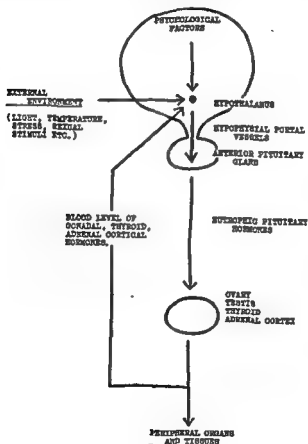 PSYCHOLOGICAL
FACTORS
EXTERNAL
ENVIRONMENT
(LIGHT, TEMPERATURE,
STRESS, SEXUAL
STIMULI ETC.)
HYPOTHALAMUS
HYPOPHYSIAL PORTAL
VESSELS
ANTERIOR PITUITARY
GLAND
BLOOD LEVEL OF
GONADAL, THYROID,
ADRENAL CORTICAL
HORMONES.
EUTROPHIC PITUITARY
HORMONES
OVARY
TESTIS
THYROID
ADRENAL CORTEX
PERIPHERAL ORGANS
AND TISSUES